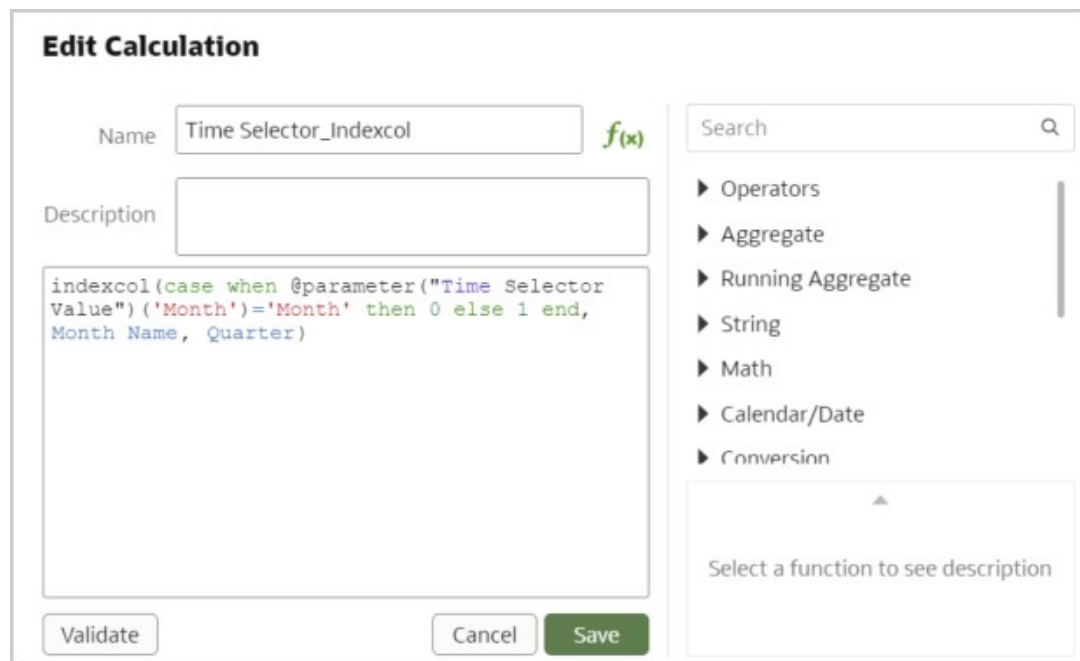 Edit Calculation
Name
Time Selector_Indexcol
f(x)
Description
indexcol(case when @parameter("Time Selector
Value")('Month')='Month' then 0 else 1 end,
Month Name, Quarter)
Validate
Cancel
Save
Search
Operators
Aggregate
Running Aggregate
String
Math
Calendar/Date
Conversion
Select a function to see description